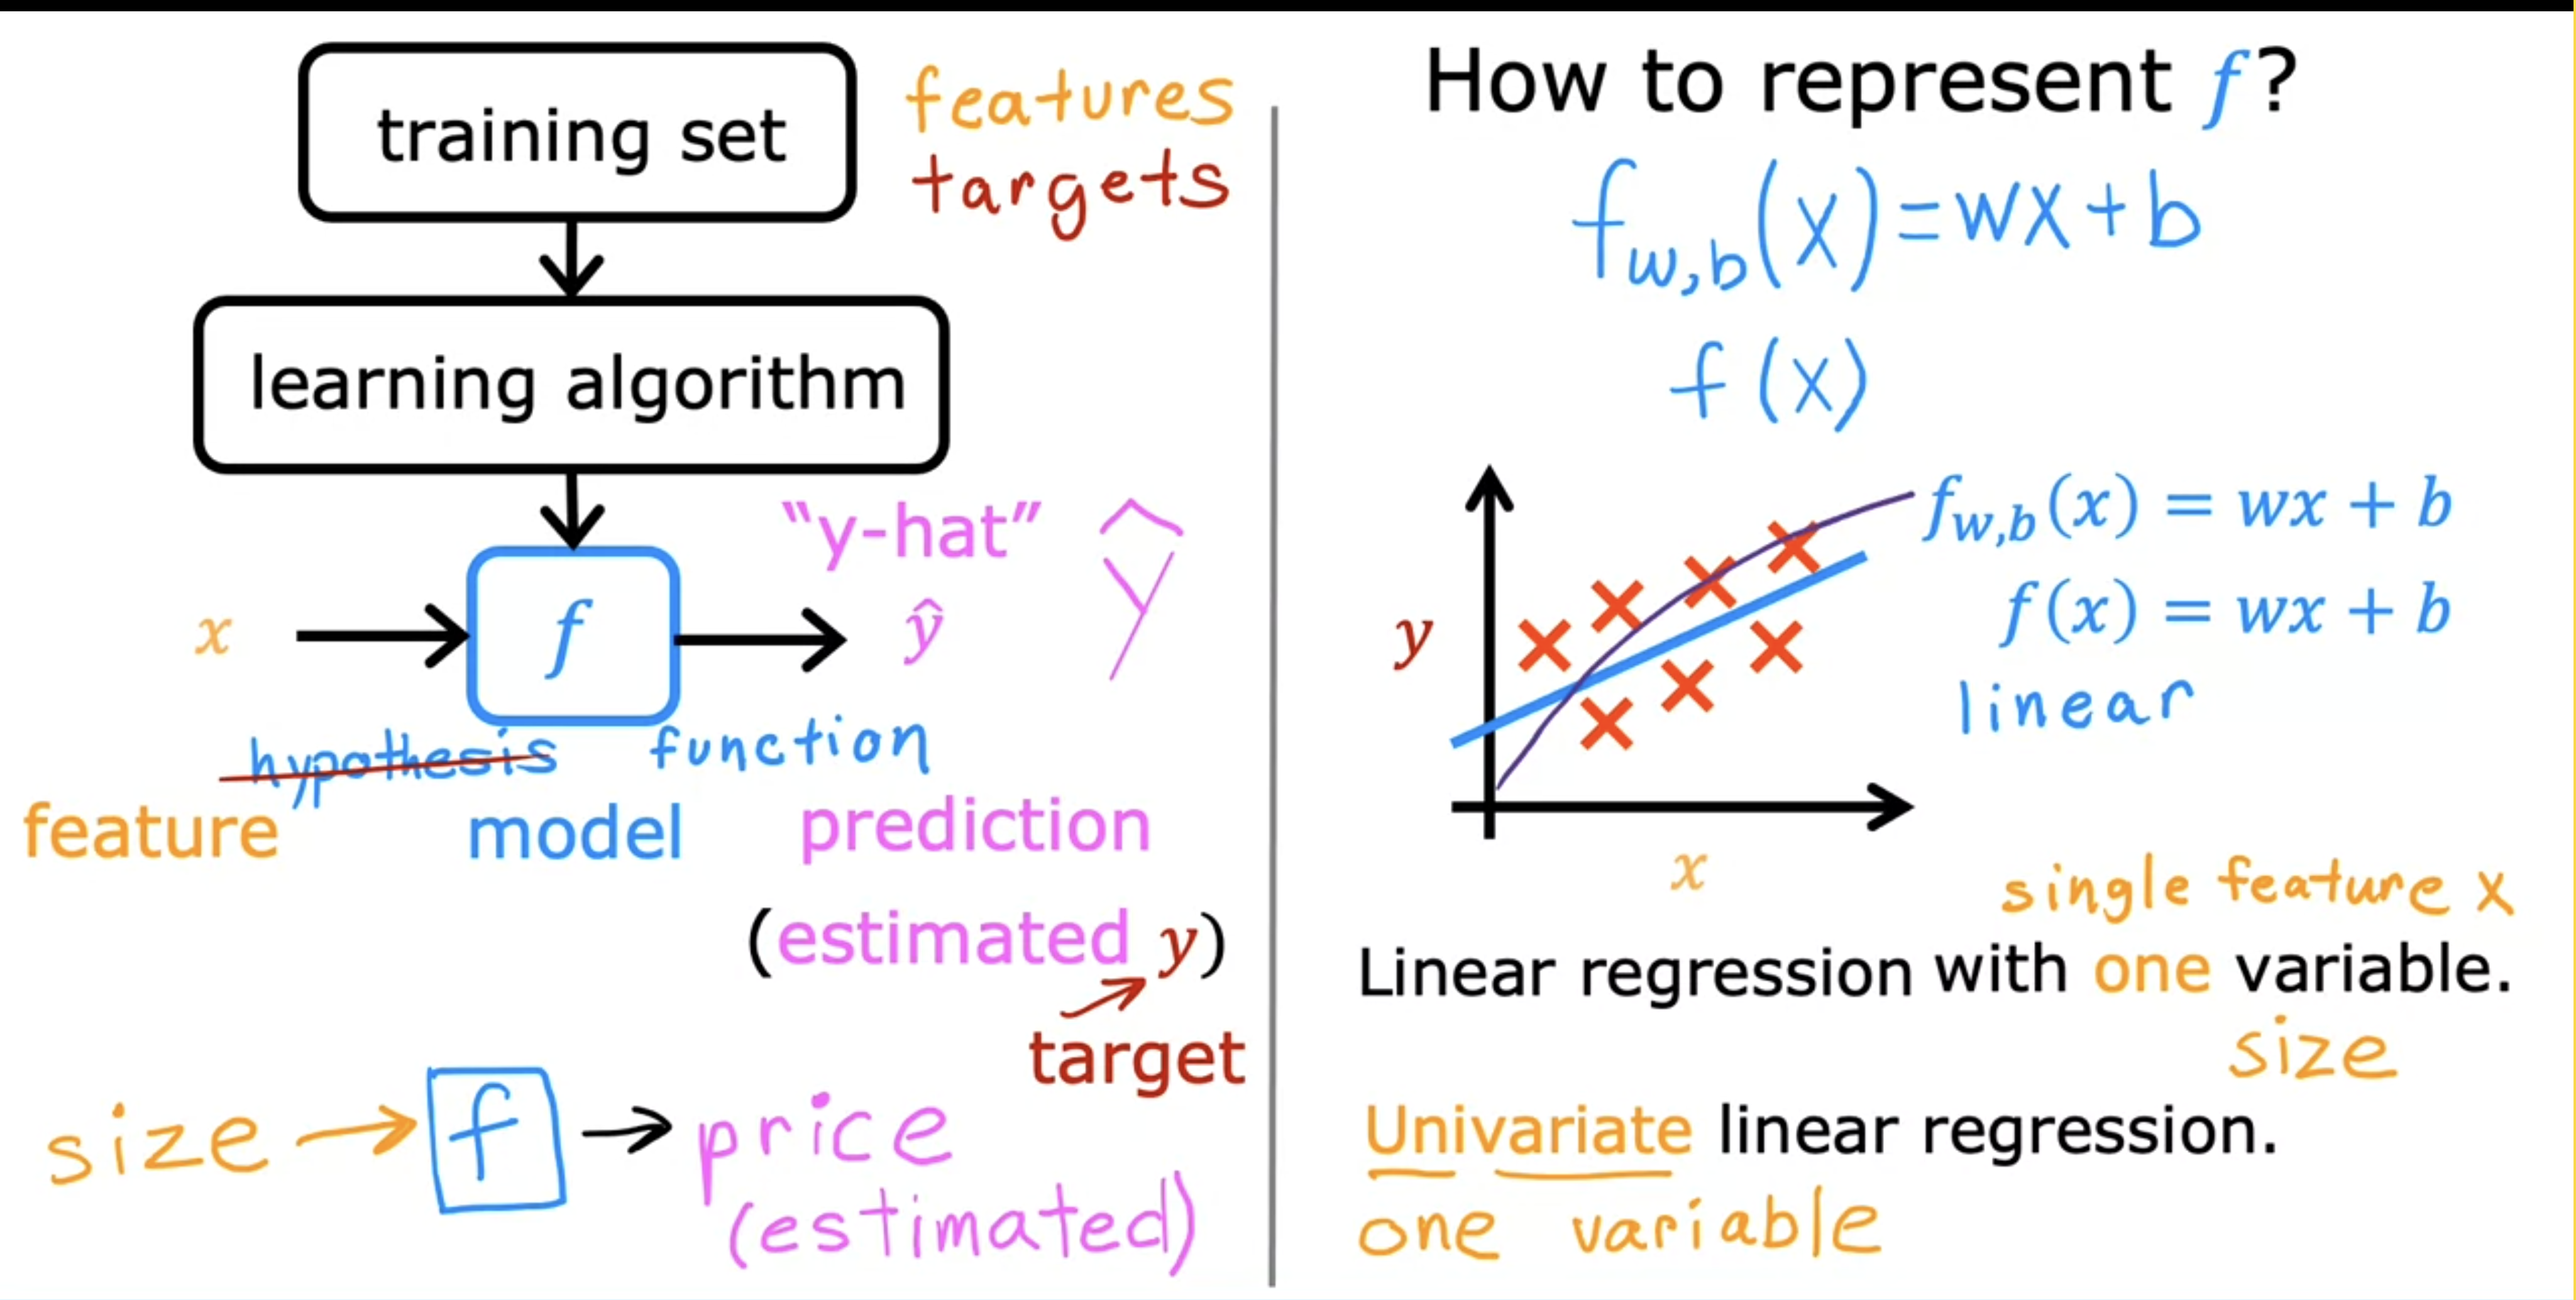 training set
features
targets
learning algorithm
"y-hat"
x
f
ŷ
ŷ
hypothesis
function
feature
model
prediction
(estimated y)
target
size → f → price
(estimated)
How to represent f?
f_{w,b}(x) = wx + b
f(x)
f_{w,b}(x) = wx + b
f(x) = wx + b
linear
y
x
single feature x
Linear regression with one variable.
size
Univariate linear regression.
one variable